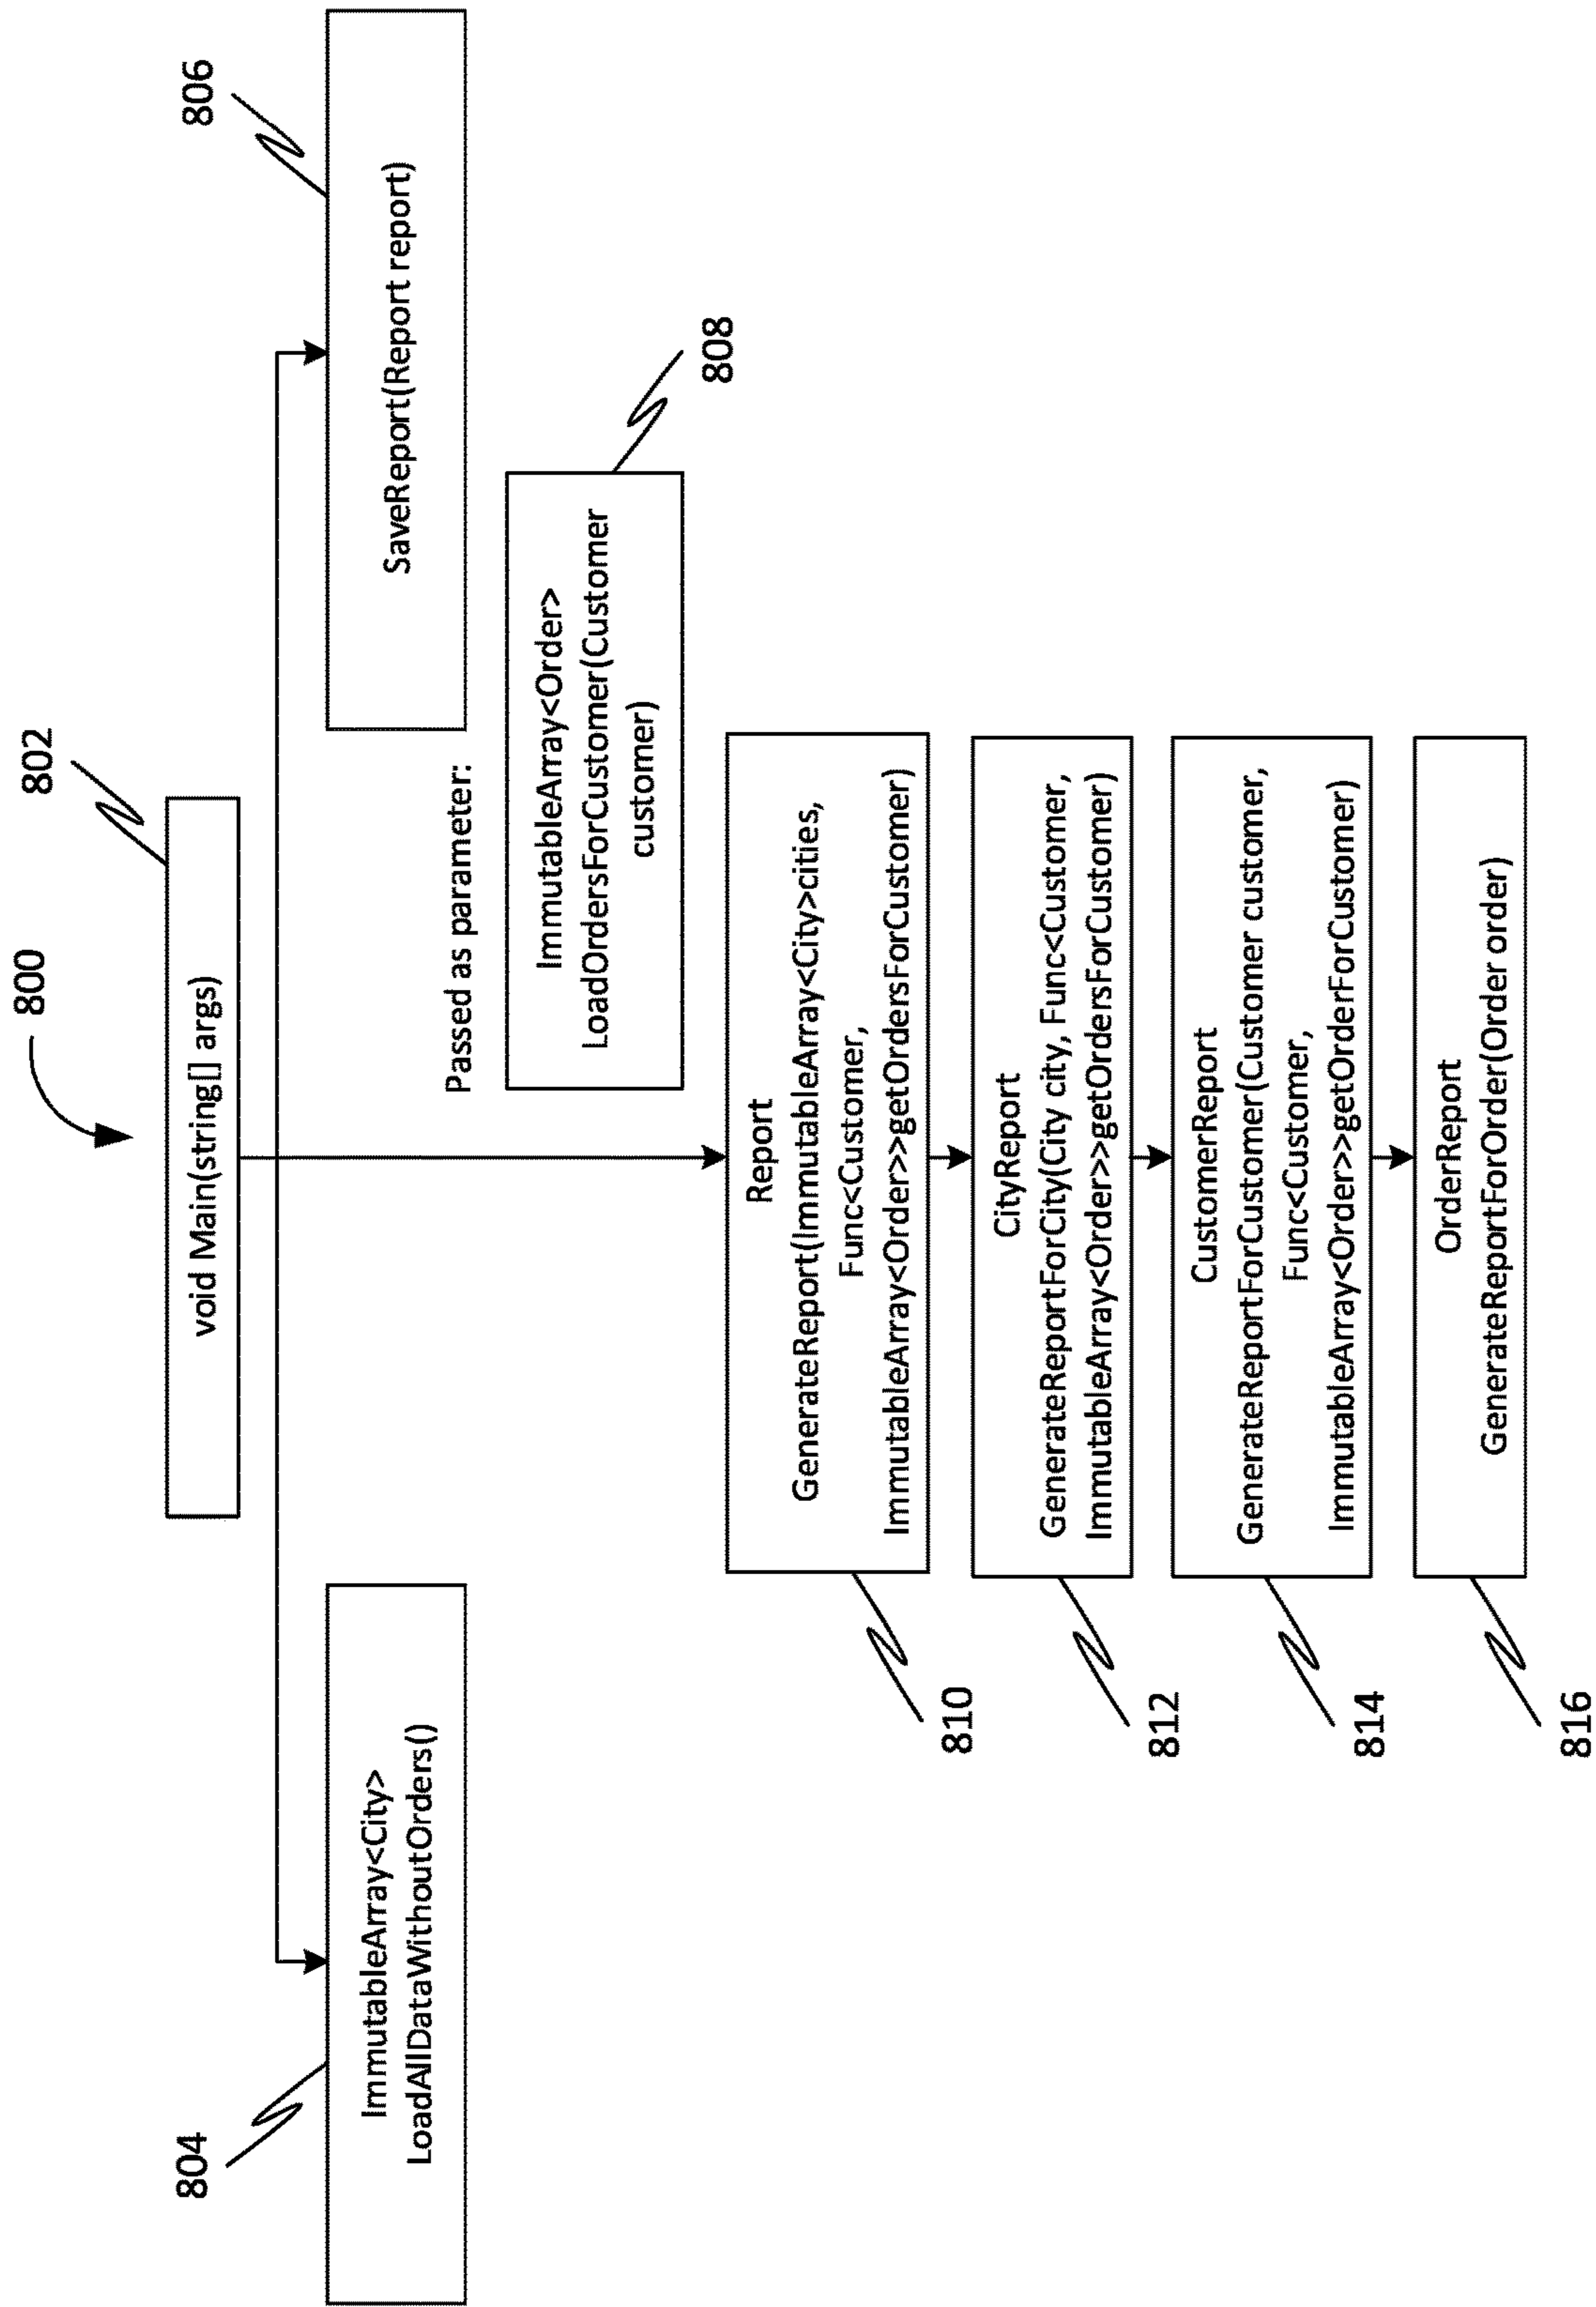 800
802
void Main(string[] args)
804
ImmutableArray<City>
LoadAllDataWithoutOrders()
806
SaveReport(Report report)
Passed as parameter:
808
ImmutableArray<Order>
LoadOrdersForCustomer(Customer
customer)
810
Report
GenerateReport(ImmutableArray<City>cities,
Func<Customer,
ImmutableArray<Order>>getOrdersForCustomer)
812
CityReport
GenerateReportForCity(City city, Func<Customer,
ImmutableArray<Order>>getOrdersForCustomer)
814
CustomerReport
GenerateReportForCustomer(Customer customer,
Func<Customer,
ImmutableArray<Order>>getOrderForCustomer)
816
OrderReport
GenerateReportForOrder(Order order)